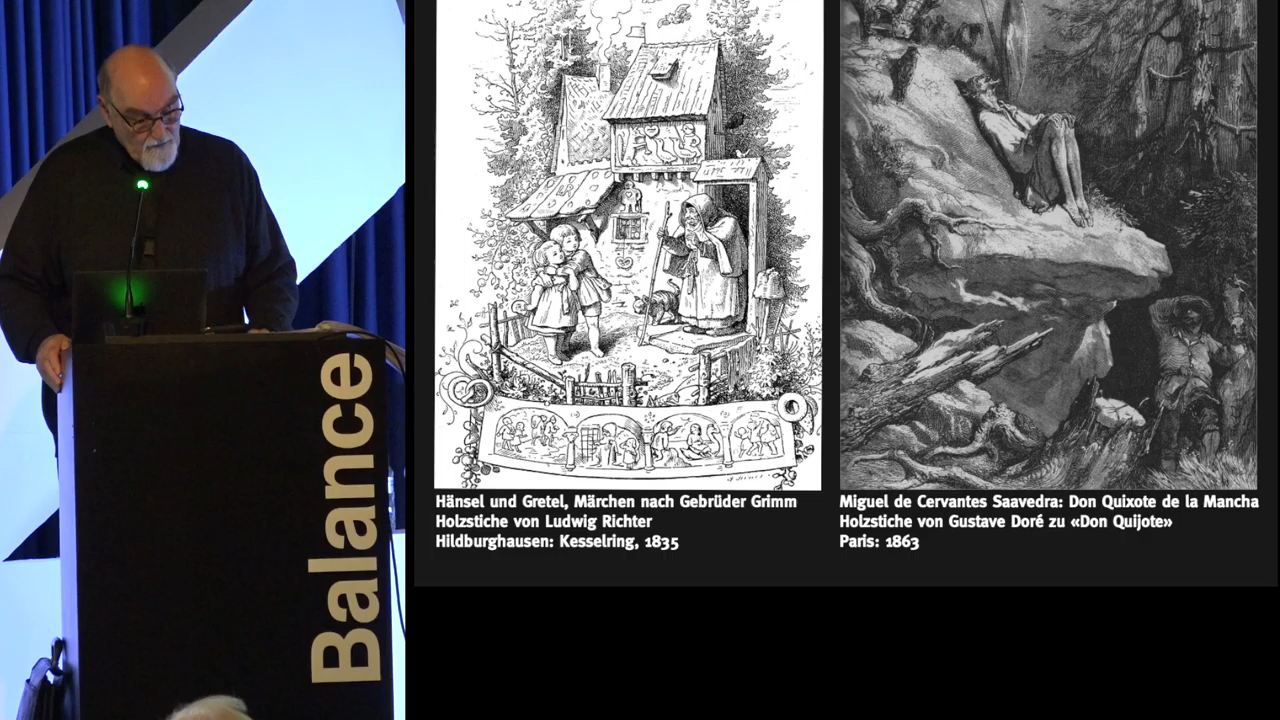 Balance
Hänsel und Gretel, Märchen nach Gebrüder Grimm
Holzstiche von Ludwig Richter
Hildburghausen: Kesselring, 1835
Miguel de Cervantes Saavedra: Don Quixote de la Mancha
Holzstiche von Gustave Doré zu «Don Quijote»
Paris: 1863